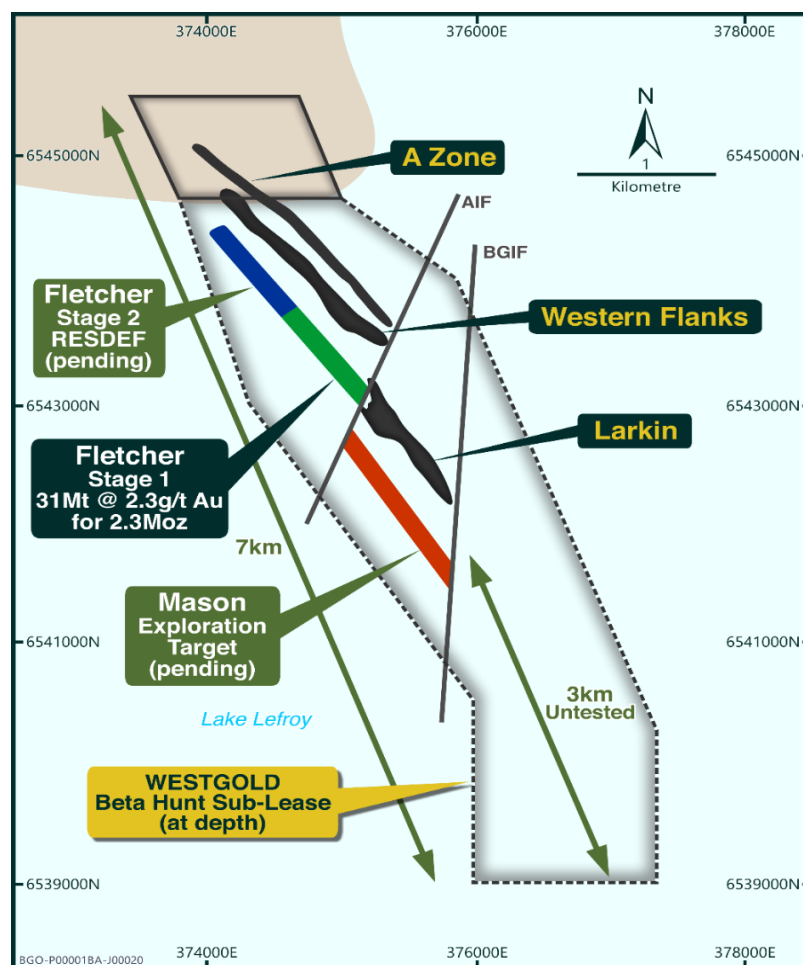 374000E
376000E
378000E
N
1
Kilometre
6545000N
6545000N
A Zone
AIF
BGIF
Fletcher
Stage 2
RESDEF
(pending)
Western Flanks
6543000N
6543000N
Larkin
Fletcher
Stage 1
31Mt @ 2.3g/t Au
for 2.3Moz
7km
Mason
Exploration
Target
(pending)
6541000N
6541000N
3km
Untested
Lake Lefroy
WESTGOLD
Beta Hunt Sub-Lease
(at depth)
6539000N
6539000N
374000E
376000E
378000E
BGO-P00001BA-J00020